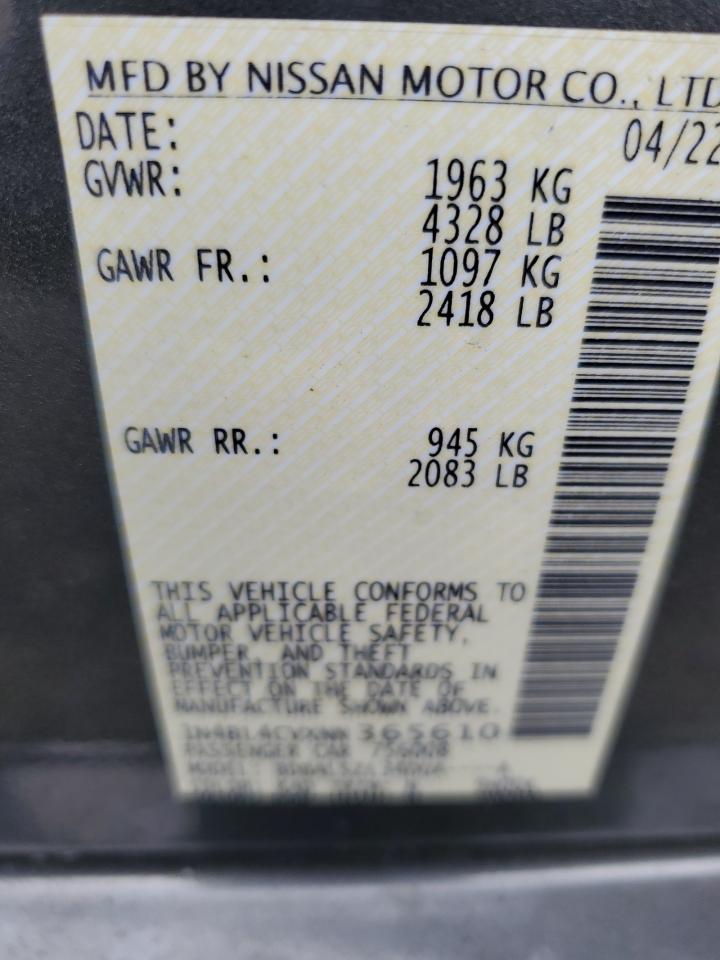 MFD BY NISSAN MOTOR CO., LTD
DATE: 04/22
GVWR: 1963 KG
4328 LB
GAWR FR.: 1097 KG
2418 LB
GAWR RR.: 945 KG
2083 LB
THIS VEHICLE CONFORMS TO
ALL APPLICABLE FEDERAL
MOTOR VEHICLE SAFETY,
BUMPER, AND THEFT
PREVENTION STANDARDS IN
EFFECT ON THE DATE OF
MANUFACTURE SHOWN ABOVE.
365610
PASSENGER CAR
MODEL: